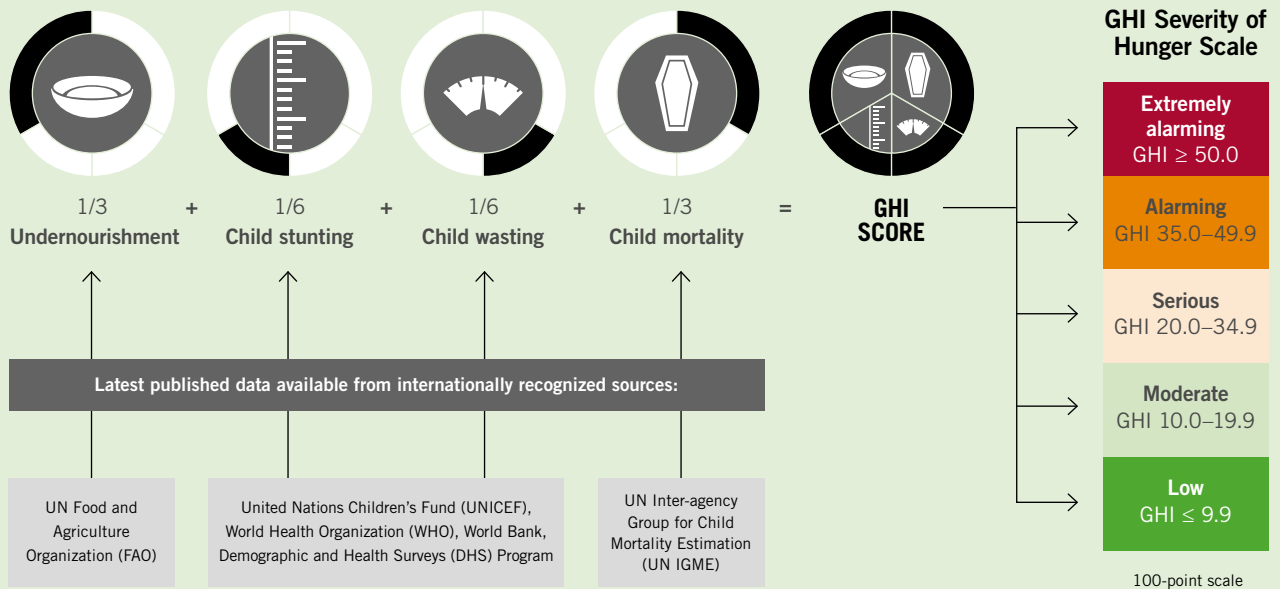 GHI Severity of
Hunger Scale
1/3
Undernourishment
+
1/6
Child stunting
+
1/6
Child wasting
+
1/3
Child mortality
=
GHI
SCORE
Extremely
alarming
GHI ≥ 50.0
Alarming
GHI 35.0–49.9
Serious
GHI 20.0–34.9
Moderate
GHI 10.0–19.9
Low
GHI ≤ 9.9
100-point scale
Latest published data available from internationally recognized sources:
UN Food and
Agriculture
Organization (FAO)
United Nations Children’s Fund (UNICEF),
World Health Organization (WHO), World Bank,
Demographic and Health Surveys (DHS) Program
UN Inter-agency
Group for Child
Mortality Estimation
(UN IGME)